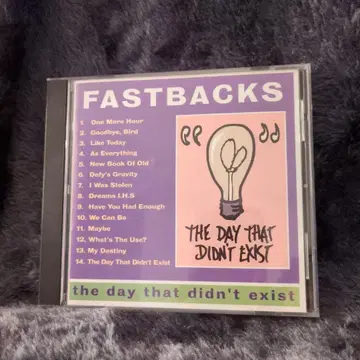 FASTBACKS
1 One More Hour
2. Goodbye, Bird
3. Like Today
4. As Everything
5. New Book Of Old
6. Defy's Gravity
7. I Was Stolen
8. Dreams I.H.S
9. Have You Had Enough
10. We Can Be
11. Maybe
12. What's The Use?
13. My Destiny
14. The Day That Didn't Exist
THE DAY THAT
DIDN'T EXIST
the day that didn't exist